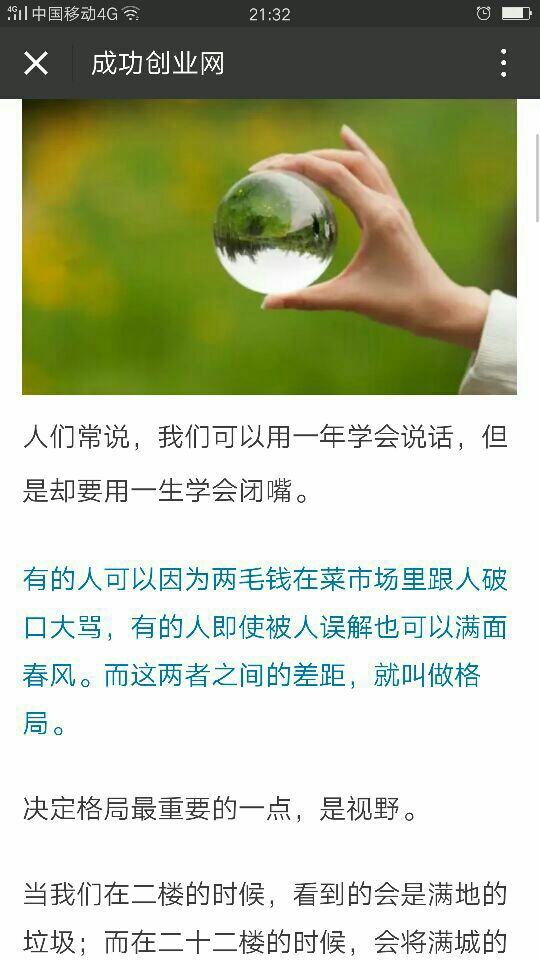 4G 中国移动4G 21:32
成功创业网
人们常说，我们可以用一年学会说话，但
是却要用一生学会闭嘴。
有的人可以因为两毛钱在菜市场里跟人破
口大骂，有的人即使被人误解也可以满面
春风。而这两者之间的差距，就叫做格
局。
决定格局最重要的一点，是视野。
当我们在二楼的时候，看到的会是满地的
垃圾；而在二十二楼的时候，会将满城的